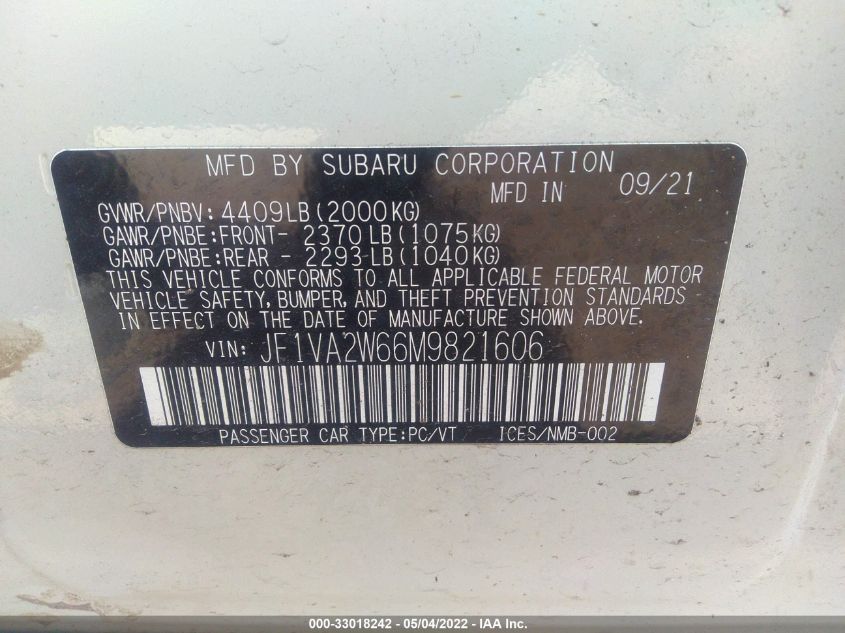 MFD BY SUBARU CORPORATION
MFD IN 09/21
GVWR/PNBV: 4409LB (2000KG)
GAWR/PNBE:FRONT- 2370 LB (1075KG)
GAWR/PNBE:REAR - 2293 LB (1040KG)
THIS VEHICLE CONFORMS TO ALL APPLICABLE FEDERAL MOTOR
VEHICLE SAFETY, BUMPER, AND THEFT PREVENTION STANDARDS
IN EFFECT ON THE DATE OF MANUFACTURE SHOWN ABOVE.
VIN: JF1VA2W66M9821606
PASSENGER CAR TYPE:PC/VT ICES/NMB-002
000-33018242 - 05/04/2022 - IAA Inc.